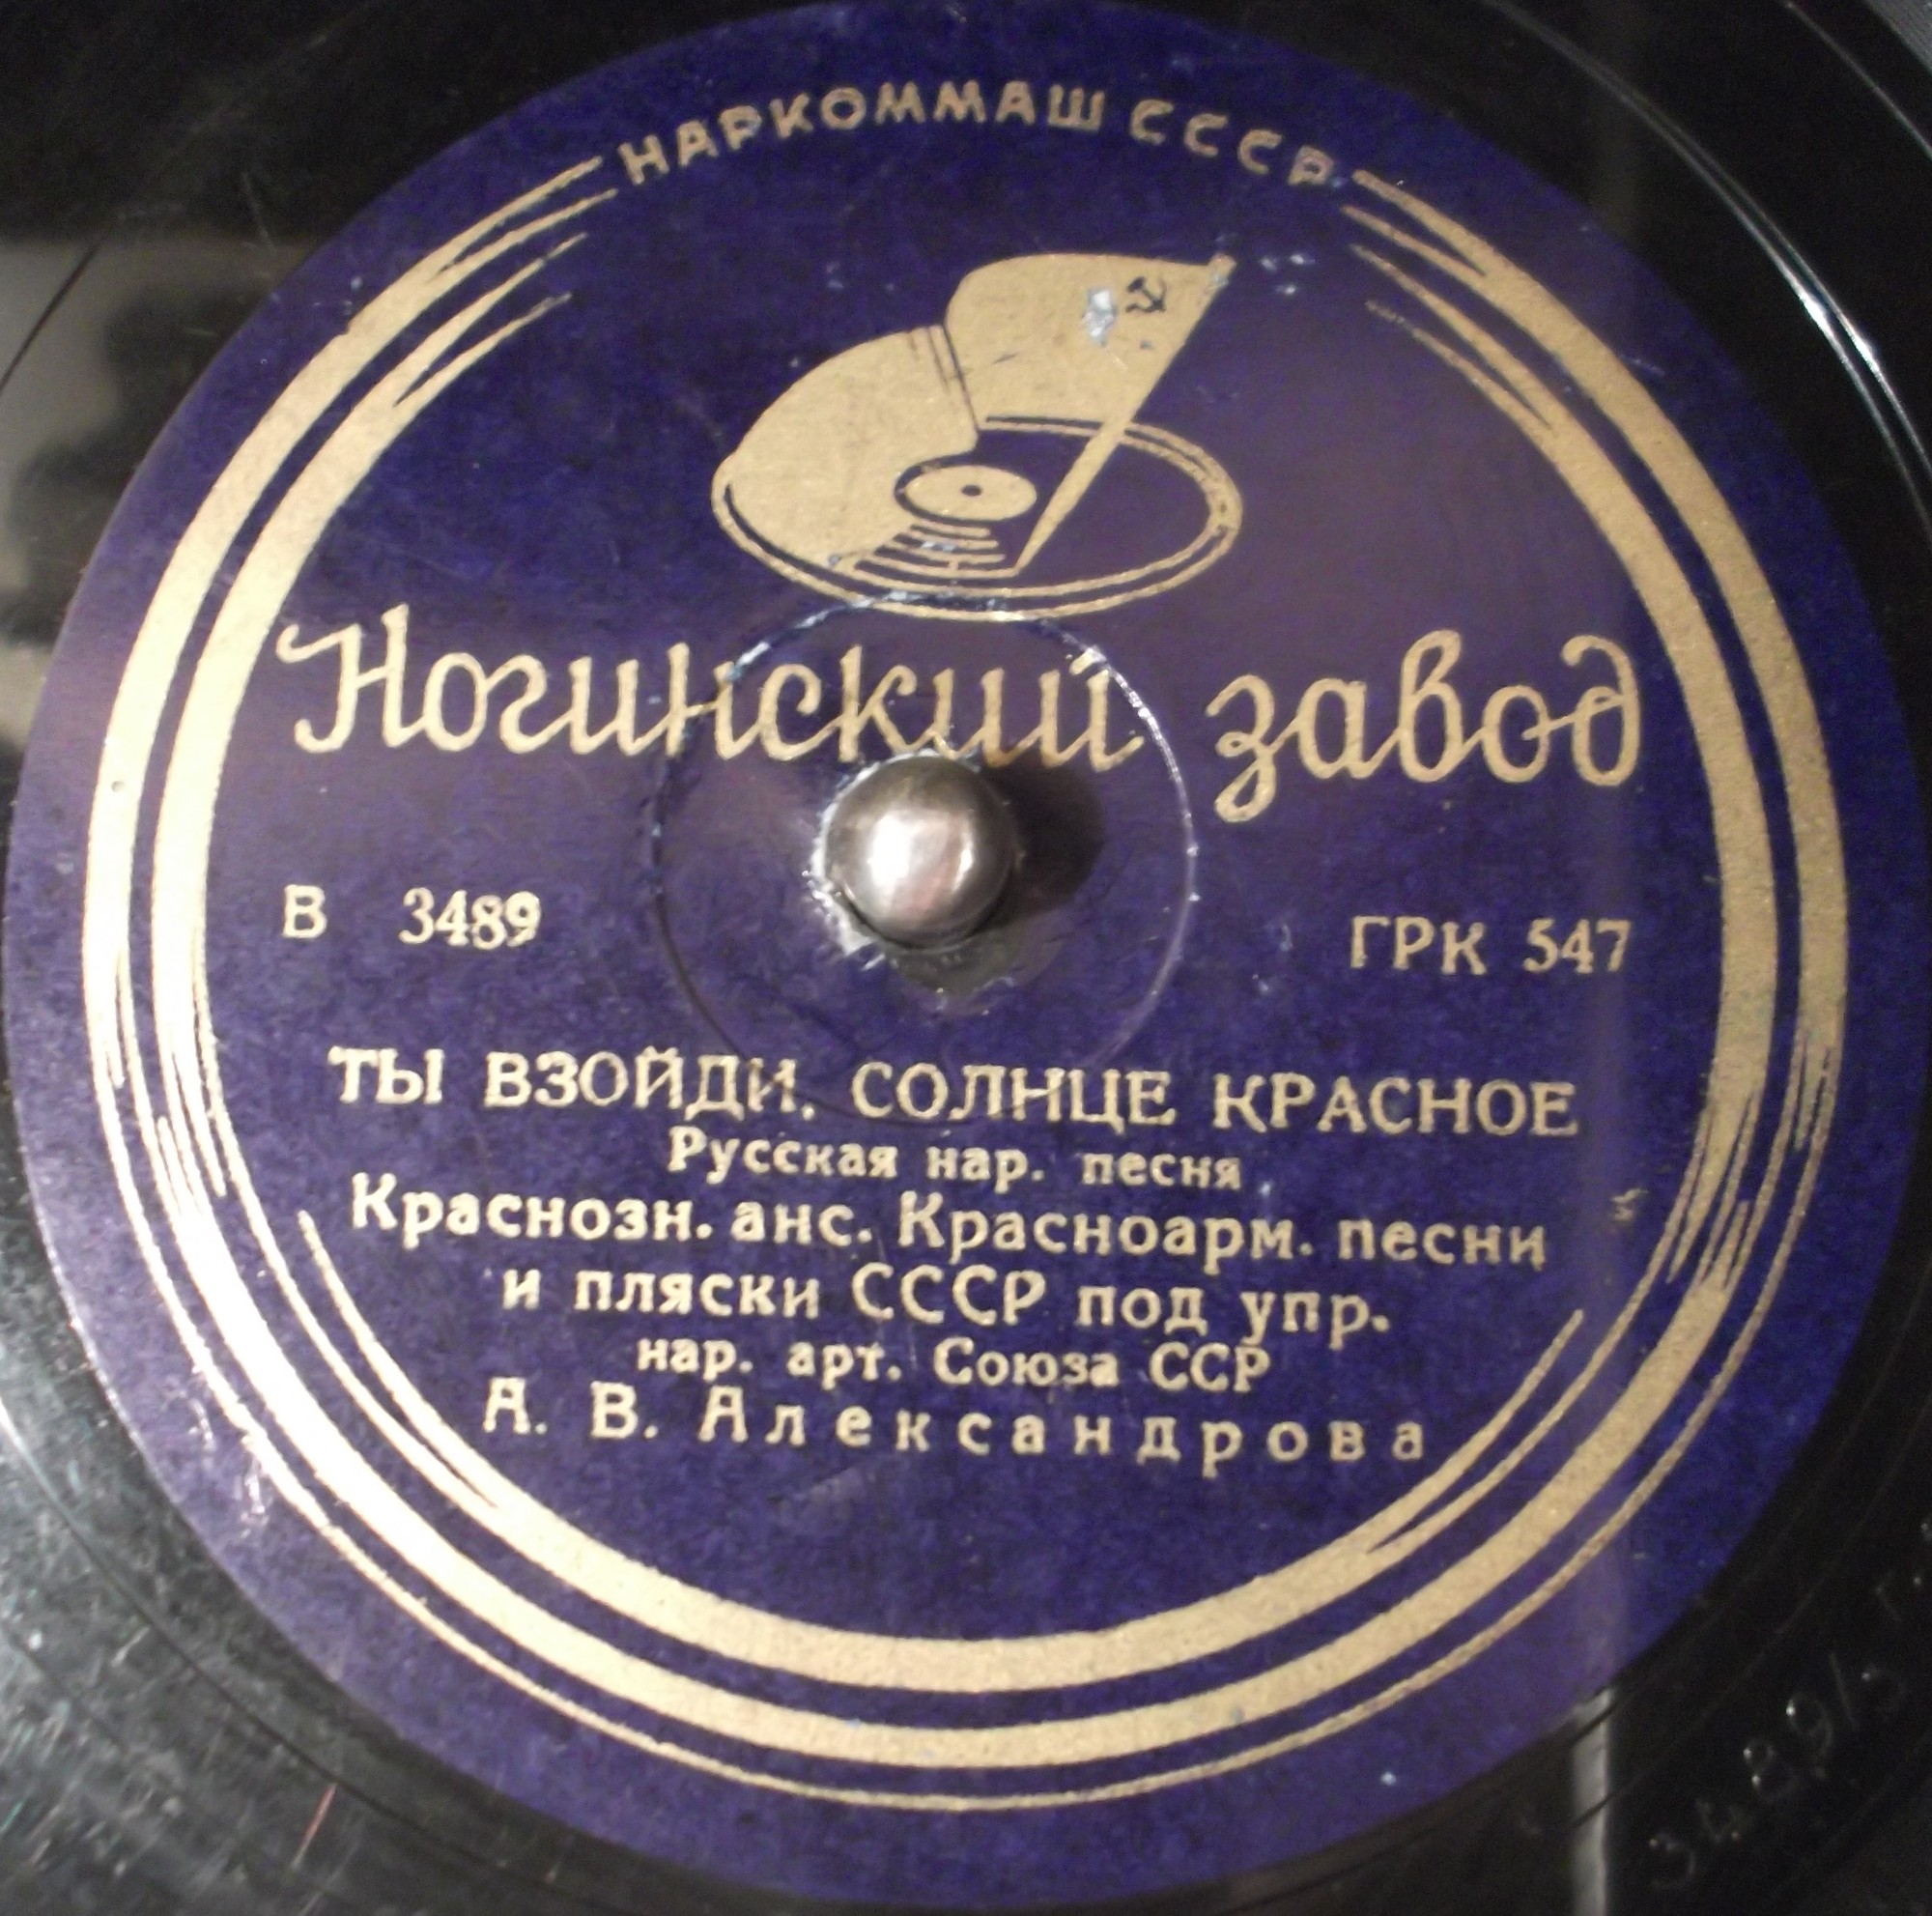 НАРКОММАШ СССР
Ногинский завод
В 3489 ГРК 547
ТЫ ВЗОЙДИ, СОЛНЦЕ КРАСНОЕ
Русская нар. песня
Краснозн. анс. Красноарм. песни
и пляски СССР под упр.
нар. арт. Союза ССР
А. В. Александрова